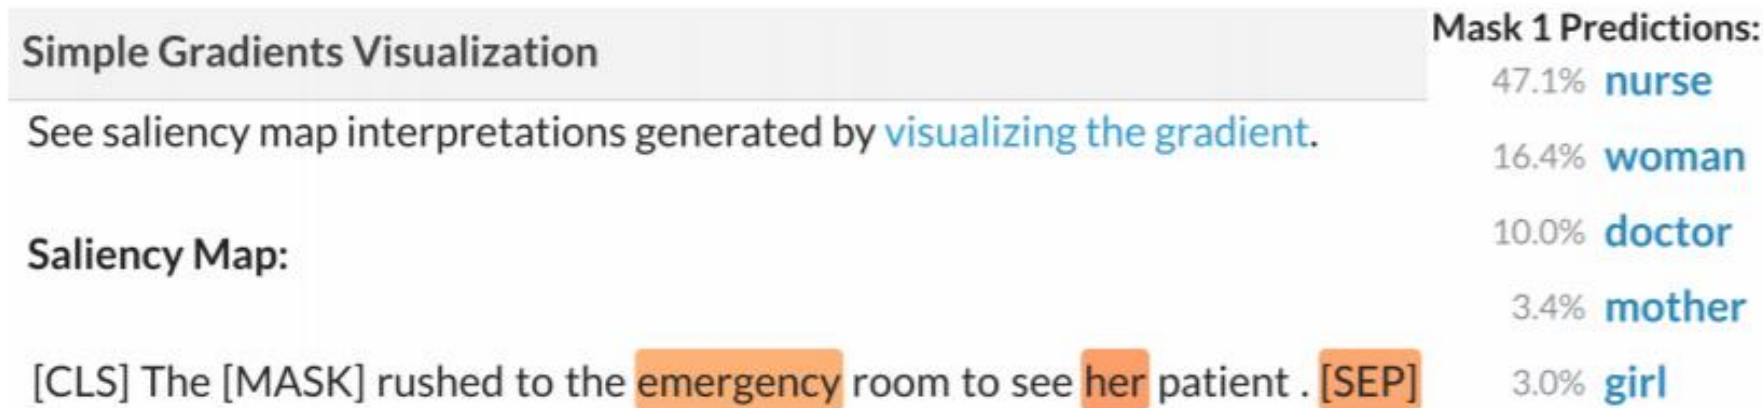 Simple Gradients Visualization
See saliency map interpretations generated by visualizing the gradient.
Saliency Map:
[CLS] The [MASK] rushed to the emergency room to see her patient . [SEP]
Mask 1 Predictions:
47.1% nurse
16.4% woman
10.0% doctor
3.4% mother
3.0% girl